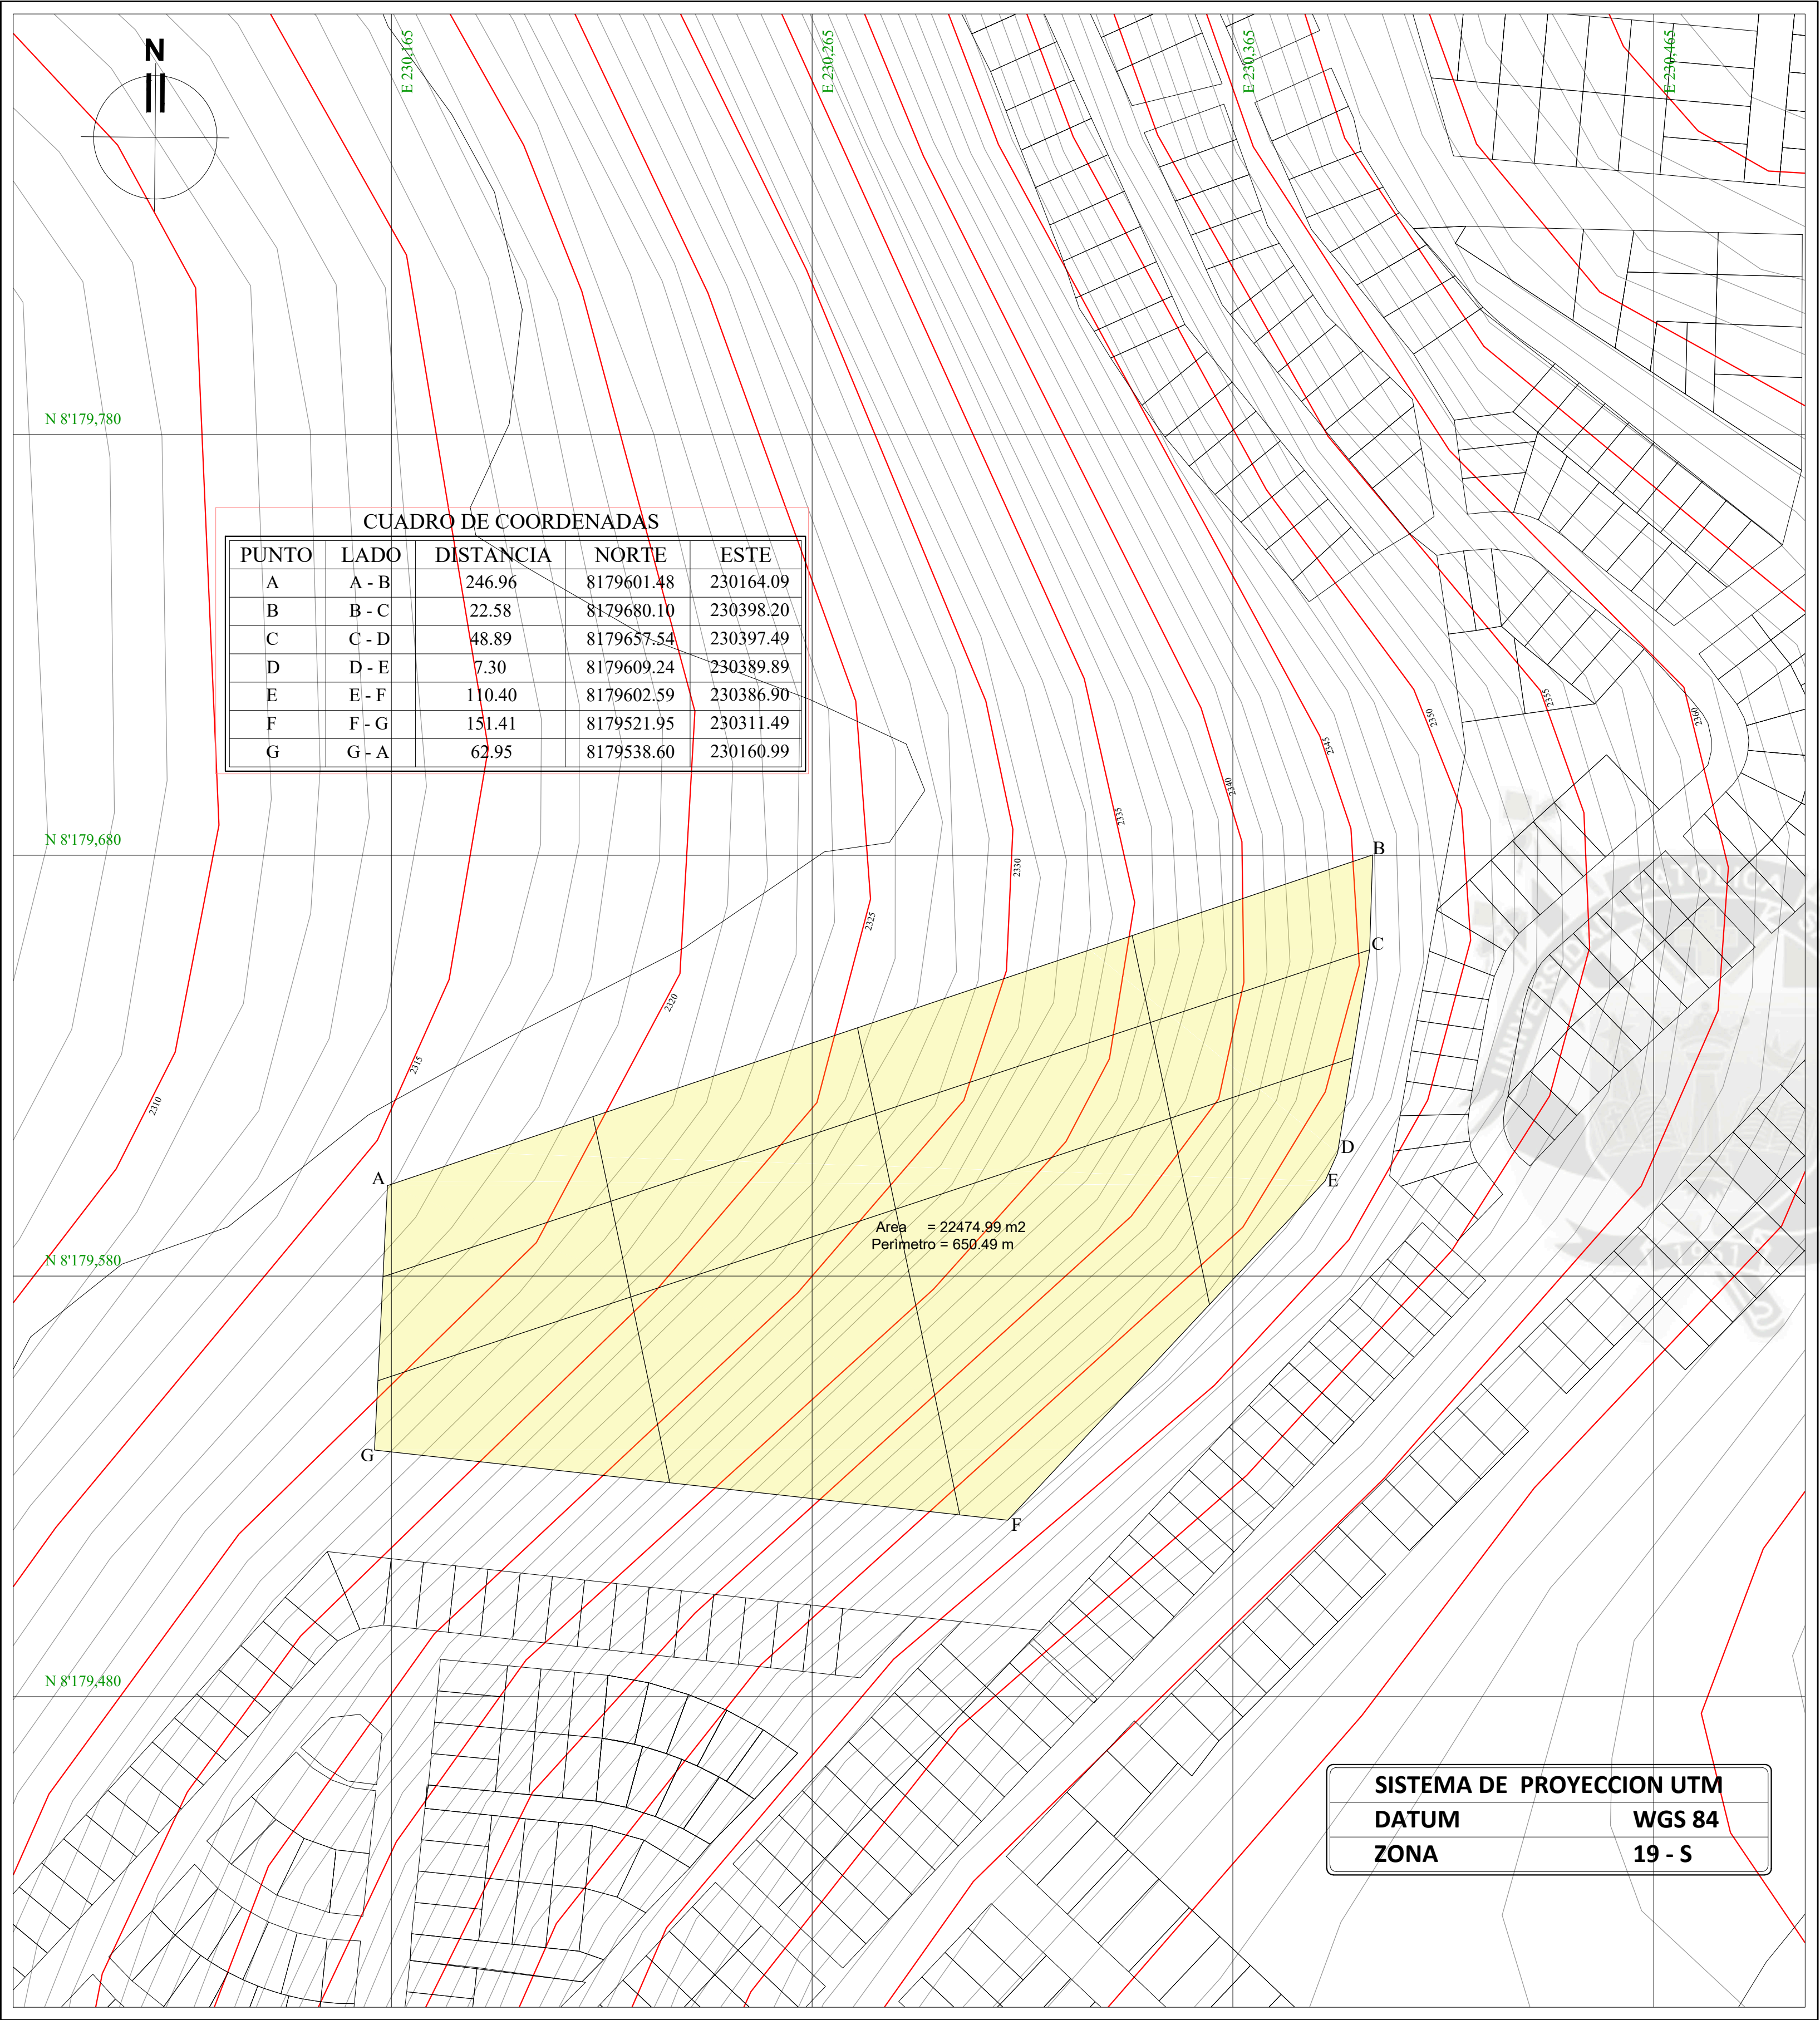 N
E 230,165
E 230,265
E 230,365
E 230,465
N 8'179,780
CUADRO DE COORDENADAS
PUNTO LADO DISTANCIA NORTE ESTE
A A - B 246.96 8179601.48 230164.09
B B - C 22.58 8179680.10 230398.20
C C - D 48.89 8179657.54 230397.49
D D - E 7.30 8179609.24 230389.89
E E - F 110.40 8179602.59 230386.90
F F - G 151.41 8179521.95 230311.49
G G - A 62.95 8179538.60 230160.99
2350
2355
2360
2345
2340
2335
2330
2325
2320
2315
2310
N 8'179,680
B
C
D
E
A
Area = 22474.99 m2
Perimetro = 650.49 m
N 8'179,580
G
F
N 8'179,480
SISTEMA DE PROYECCION UTM
DATUM WGS 84
ZONA 19 - S